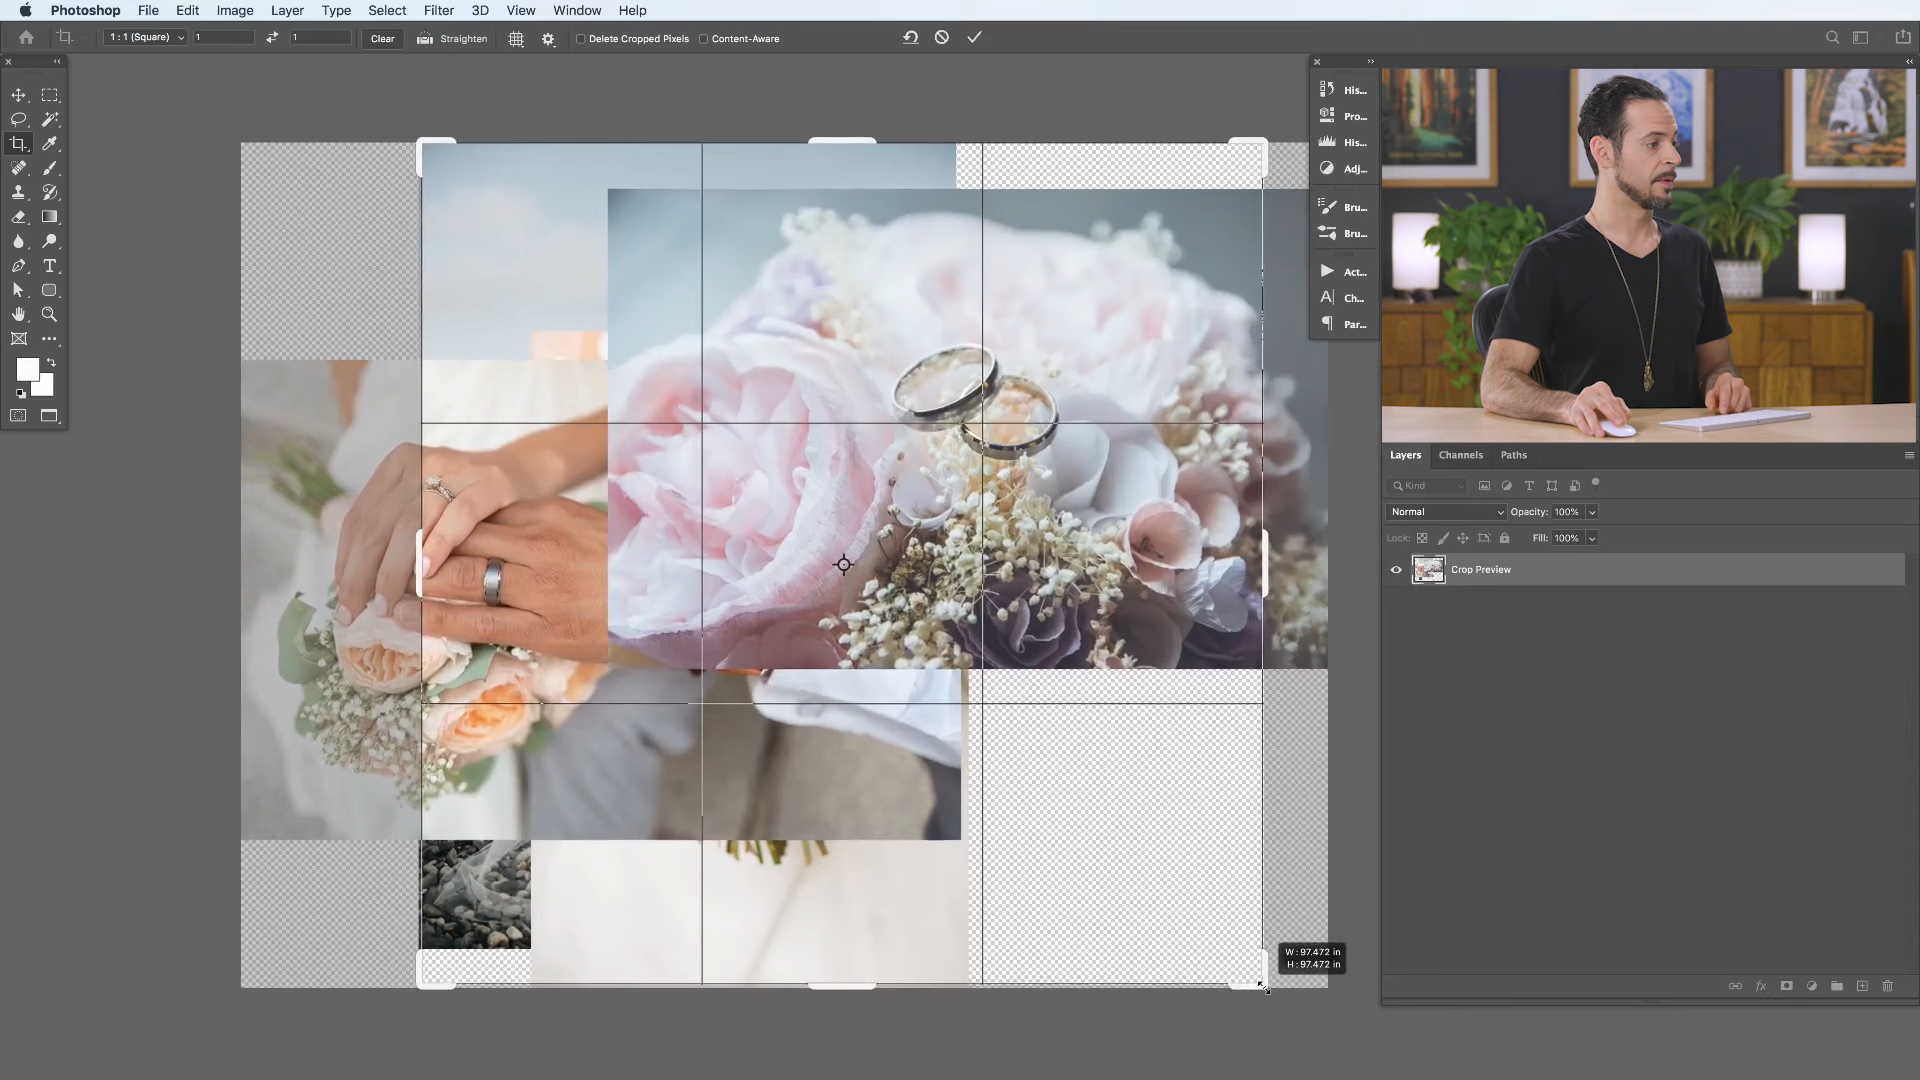 Photoshop File Edit Image Layer Type Select Filter 3D View Window Help
1 : 1 (Square) 1 1 Clear Straighten Delete Cropped Pixels Content-Aware
His...
Pro...
His...
Adj...
Bru...
Bru...
Act...
Ch...
Par...
Layers Channels Paths
Kind
Normal Opacity: 100%
Lock: Fill: 100%
Crop Preview
W : 97.472 in
H : 97.472 in